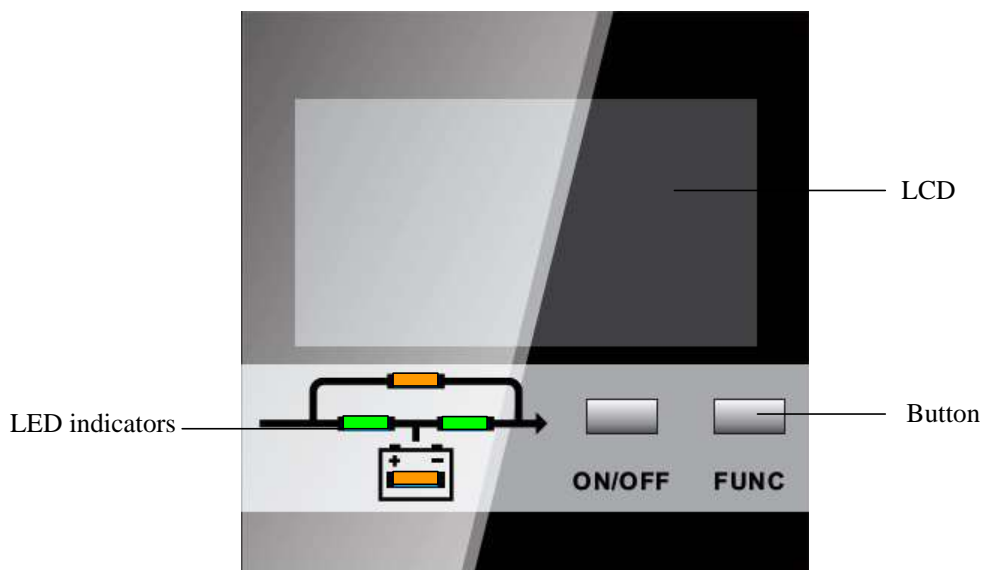 LCD
LED indicators
Button
+ −
ON/OFF FUNC